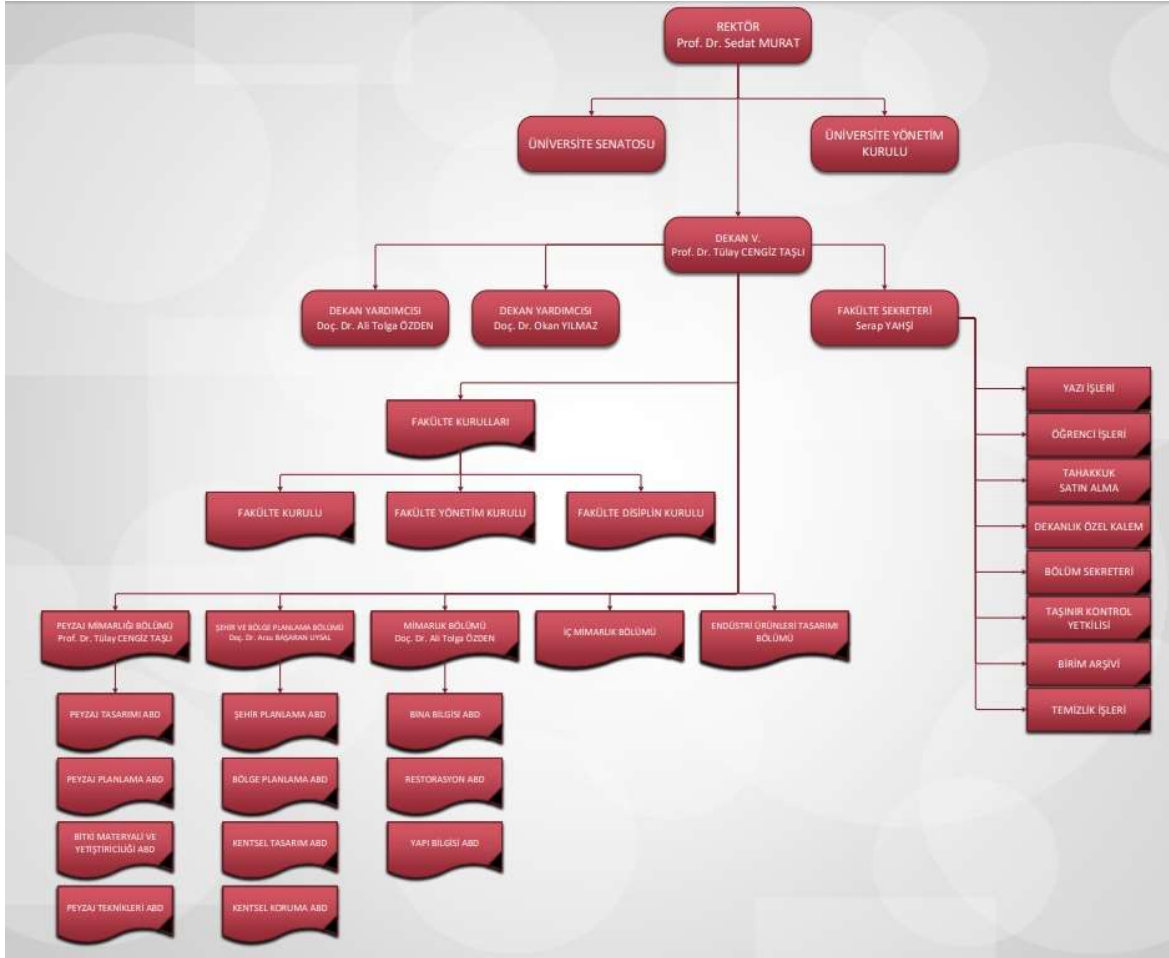 REKTÖR
Prof. Dr. Sedat MURAT
ÜNİVERSİTE SENATOSU
ÜNİVERSİTE YÖNETİM
KURULU
DEKAN V.
Prof. Dr. Tülay CENGİZ TAŞLI
DEKAN YARDIMCISI
Doç. Dr. Ali Tolga ÖZDEN
DEKAN YARDIMCISI
Doç. Dr. Okan YILMAZ
FAKÜLTE SEKRETERİ
Serap YAHŞİ
YAZI İŞLERİ
ÖĞRENCİ İŞLERİ
TAHAKKUK
SATIN ALMA
DEKANLIK ÖZEL KALEM
BÖLÜM SEKRETERİ
TAŞINIR KONTROL
YETKİLİSİ
BİRİM ARŞİVİ
TEMİZLİK İŞLERİ
FAKÜLTE KURULLARI
FAKÜLTE KURULU
FAKÜLTE YÖNETİM KURULU
FAKÜLTE DİSİPLİN KURULU
PEYZAJ MİMARLIĞI BÖLÜMÜ
Prof. Dr. Tülay CENGİZ TAŞLI
ŞEHİR VE BÖLGE PLANLAMA BÖLÜMÜ
Doç. Dr. Arzu BAŞARAN UYSAL
MİMARLIK BÖLÜMÜ
Doç. Dr. Ali Tolga ÖZDEN
İÇ MİMARLIK BÖLÜMÜ
ENDÜSTRİ ÜRÜNLERİ TASARIMI
BÖLÜMÜ
PEYZAJ TASARIMI ABD
PEYZAJ PLANLAMA ABD
BİTKİ MATERYALİ VE
YETİŞTİRİCİLİĞİ ABD
PEYZAJ TEKNİKLERİ ABD
ŞEHİR PLANLAMA ABD
BÖLGE PLANLAMA ABD
KENTSEL TASARIM ABD
KENTSEL KORUMA ABD
BİNA BİLGİSİ ABD
RESTORASYON ABD
YAPI BİLGİSİ ABD